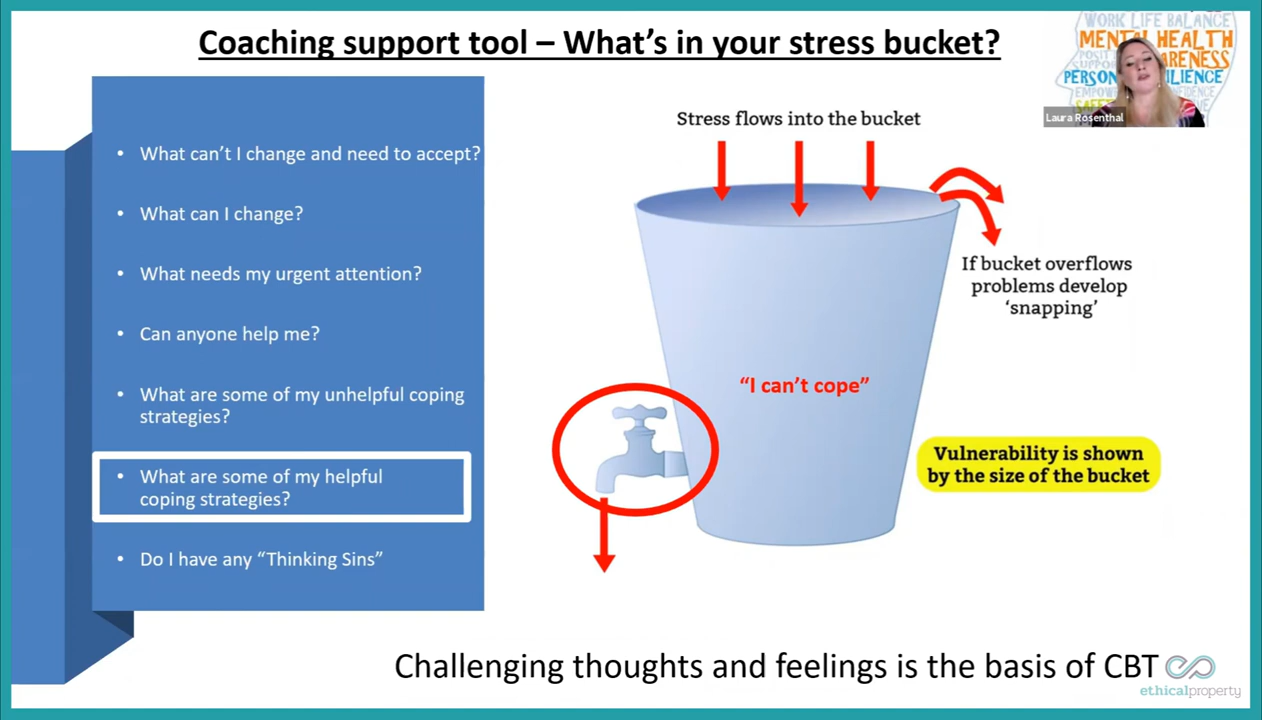 Coaching support tool – What's in your stress bucket?
WORK LIFE BALANCE
MENTAL HEALTH
PERSON
Laura Rosenthal
• What can't I change and need to accept?
• What can I change?
• What needs my urgent attention?
• Can anyone help me?
• What are some of my unhelpful coping
strategies?
• What are some of my helpful
coping strategies?
• Do I have any “Thinking Sins”
Stress flows into the bucket
If bucket overflows
problems develop
‘snapping’
“I can't cope”
Vulnerability is shown
by the size of the bucket
Challenging thoughts and feelings is the basis of CBT
ethicalproperty